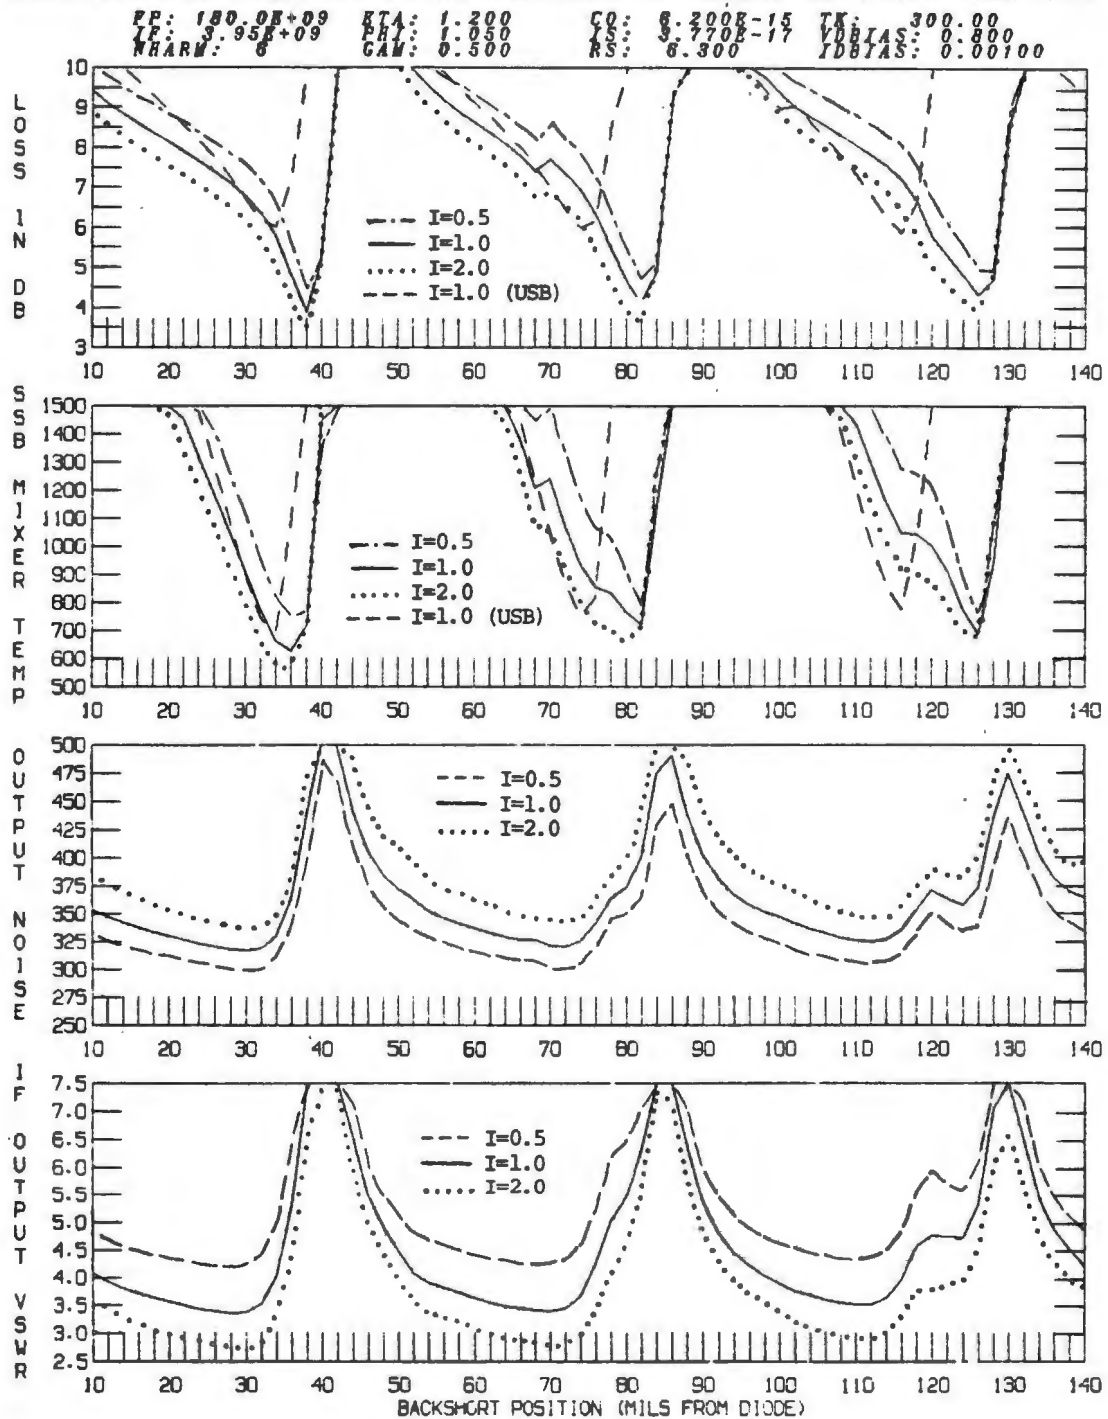 FP: 180.0E+09 ETA: 1.200 CO: 6.200E-15 TK: 300.00
IF: 3.95E+09 PHI: 1.050 IS: 3.770E-17 VDBIAS: 0.800
NHARM: 6 GAM: 0.500 RS: 6.300 IDBIAS: 0.00100
LOSS IN DB
10
9
8
7
6
5
4
3
I=0.5
I=1.0
I=2.0
I=1.0 (USB)
10 20 30 40 50 60 70 80 90 100 110 120 130 140
SSB MIXER TEMP
1500
1400
1300
1200
1100
1000
900
800
700
600
500
I=0.5
I=1.0
I=2.0
I=1.0 (USB)
10 20 30 40 50 60 70 80 90 100 110 120 130 140
OUTPUT NOISE
500
475
450
425
400
375
350
325
300
275
250
I=0.5
I=1.0
I=2.0
10 20 30 40 50 60 70 80 90 100 110 120 130 140
IF OUTPUT VSWR
7.5
7.0
6.5
6.0
5.5
5.0
4.5
4.0
3.5
3.0
2.5
I=0.5
I=1.0
I=2.0
10 20 30 40 50 60 70 80 90 100 110 120 130 140
BACKSHORT POSITION (MILS FROM DIODE)